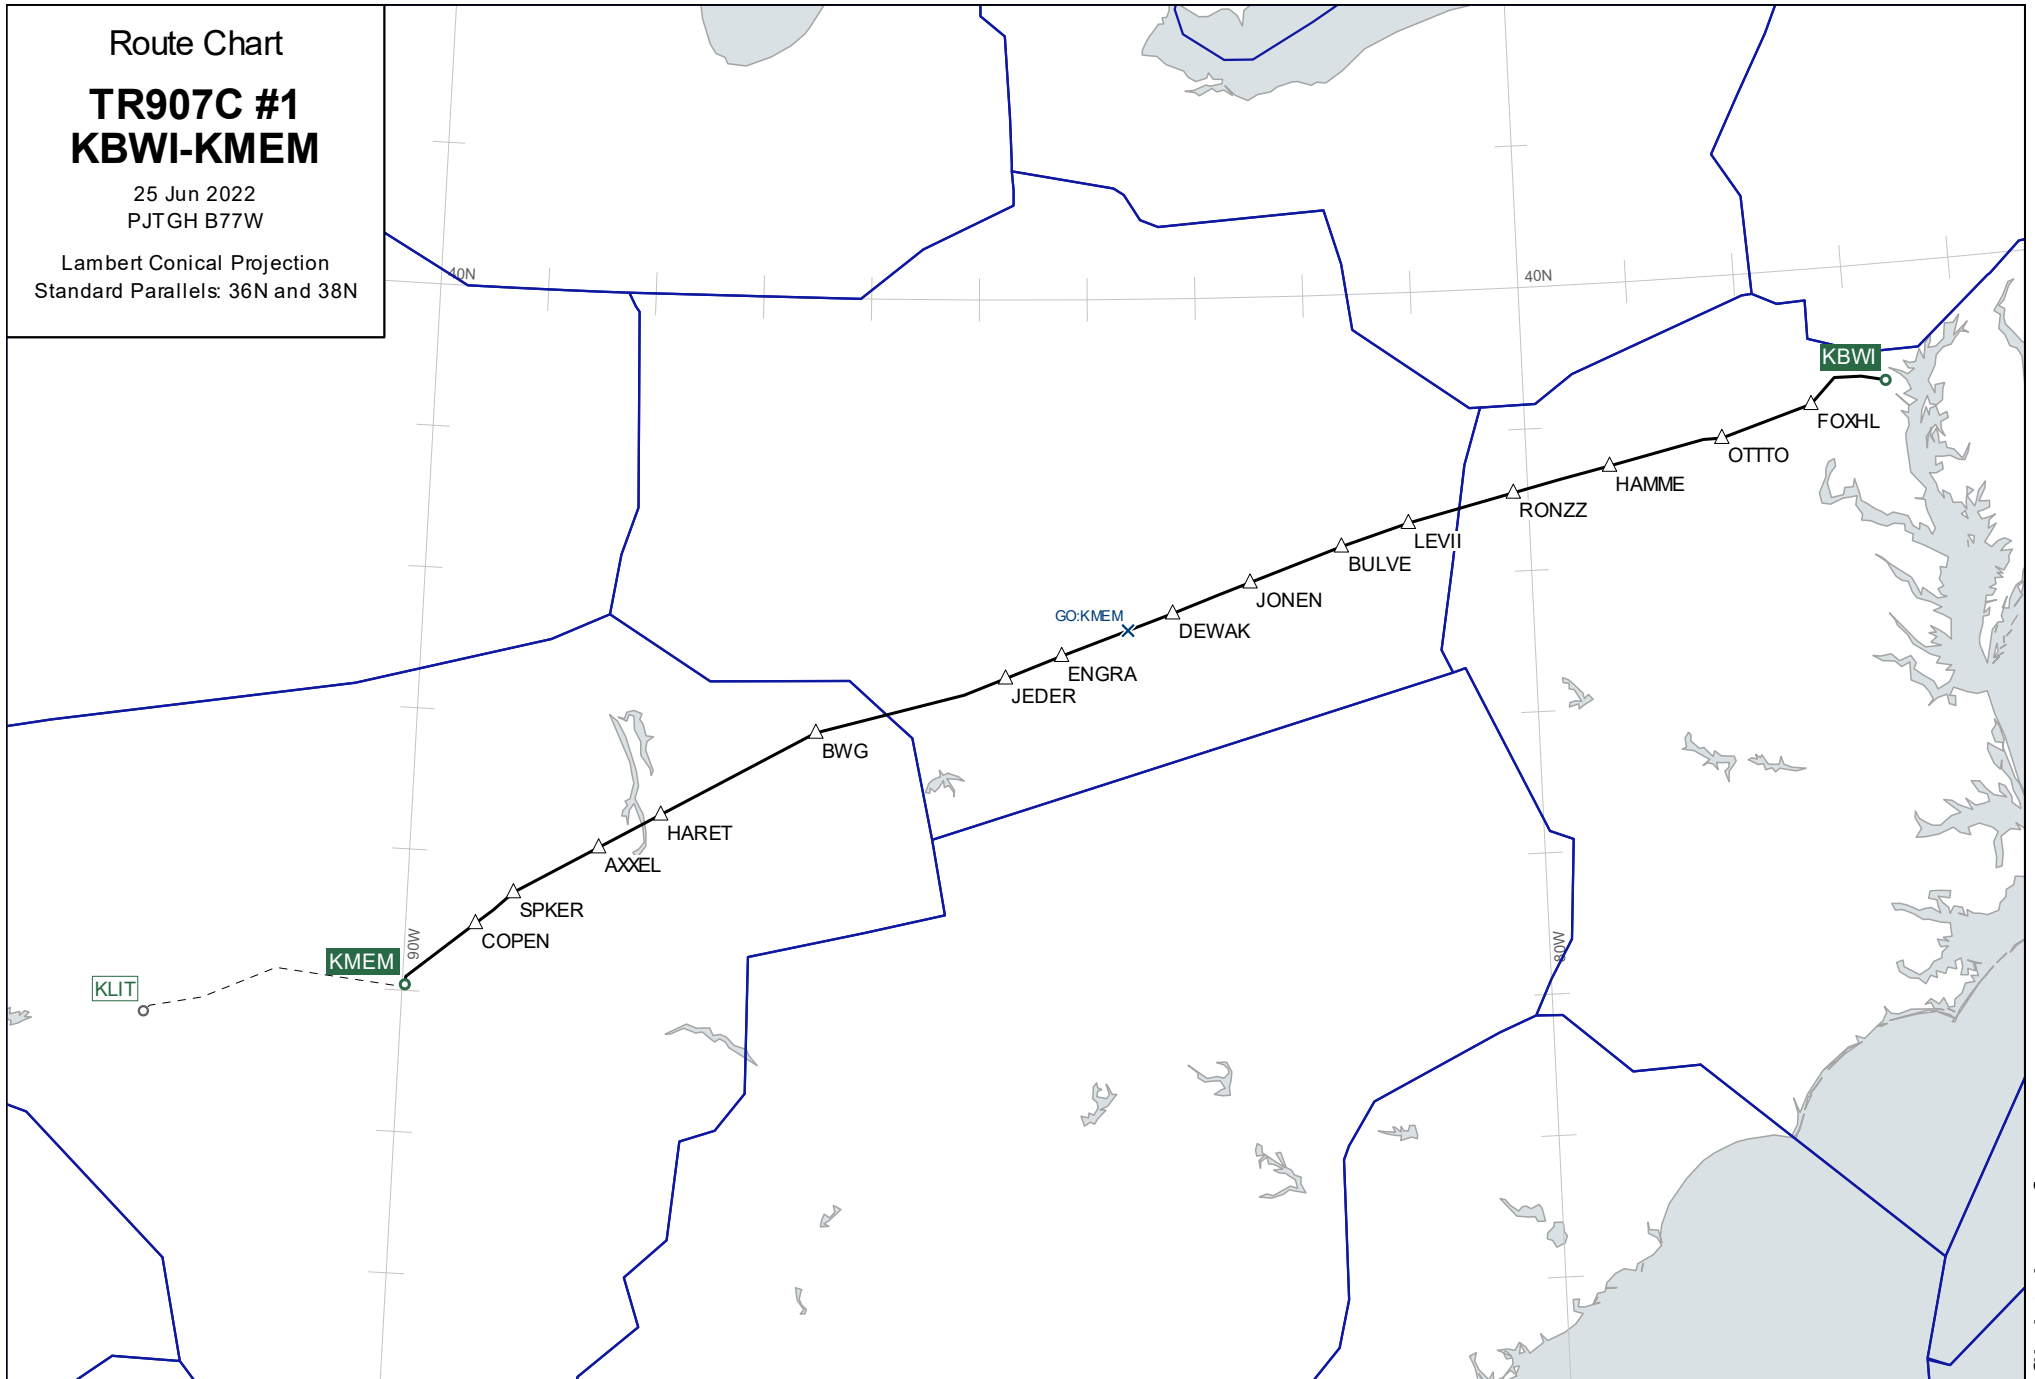 Route Chart
TR907C #1
KBWI-KMEM
25 Jun 2022
PJTGH B77W
Lambert Conical Projection
Standard Parallels: 36N and 38N
40N
40N
KBWI
FOXHL
OTTTO
HAMME
RONZZ
LEVII
BULVE
JONEN
GO:KMEM
DEWAK
ENGRA
JEDER
BWG
HARET
AXXEL
SPKER
COPEN
90W
80W
KMEM
KLIT